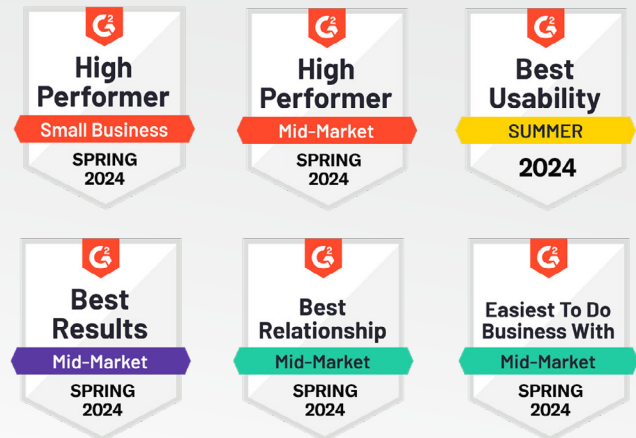 G2
High
Performer
Small Business
SPRING
2024
G2
High
Performer
Mid-Market
SPRING
2024
G2
Best
Usability
SUMMER
2024
G2
Best
Results
Mid-Market
SPRING
2024
G2
Best
Relationship
Mid-Market
SPRING
2024
G2
Easiest To Do
Business With
Mid-Market
SPRING
2024